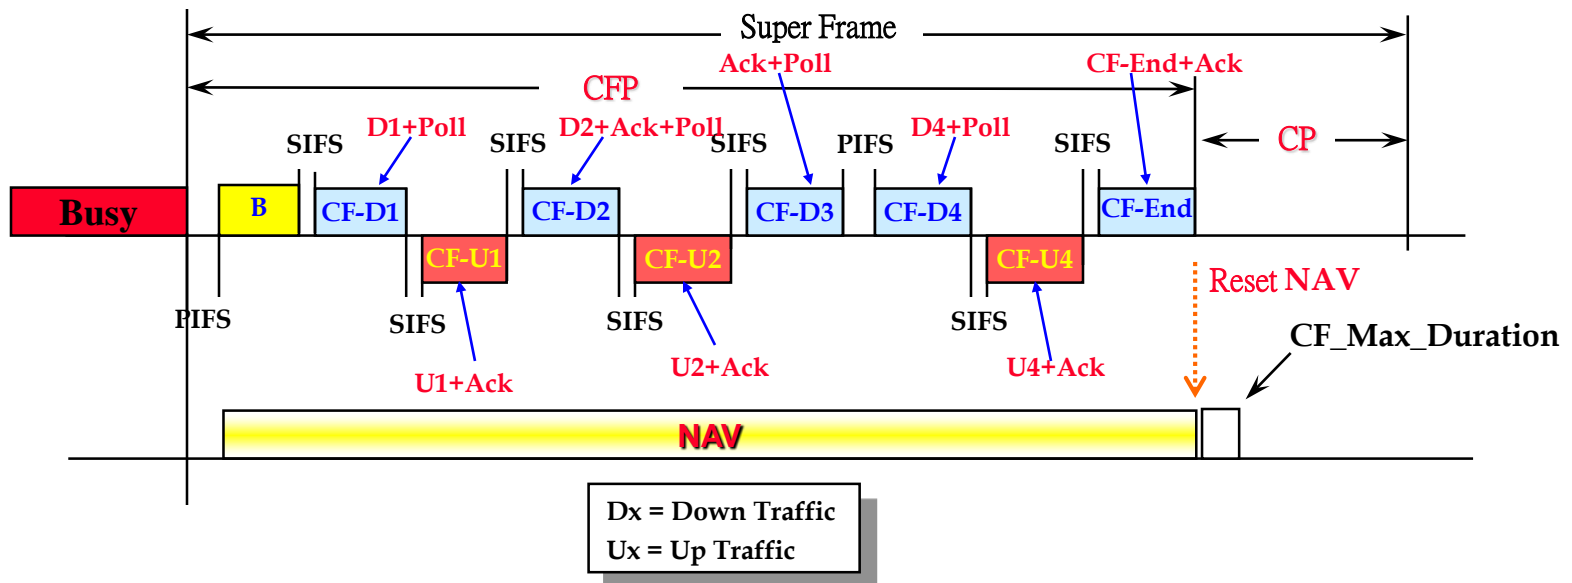 Super Frame
Ack+Poll
CF-End+Ack
CFP
D1+Poll
D2+Ack+Poll
D4+Poll
SIFS
SIFS
SIFS
PIFS
SIFS
CP
Busy
B
CF-D1
CF-D2
CF-D3
CF-D4
CF-End
CF-U1
CF-U2
CF-U4
Reset NAV
PIFS
SIFS
SIFS
SIFS
CF_Max_Duration
U1+Ack
U2+Ack
U4+Ack
NAV
Dx = Down Traffic
Ux = Up Traffic